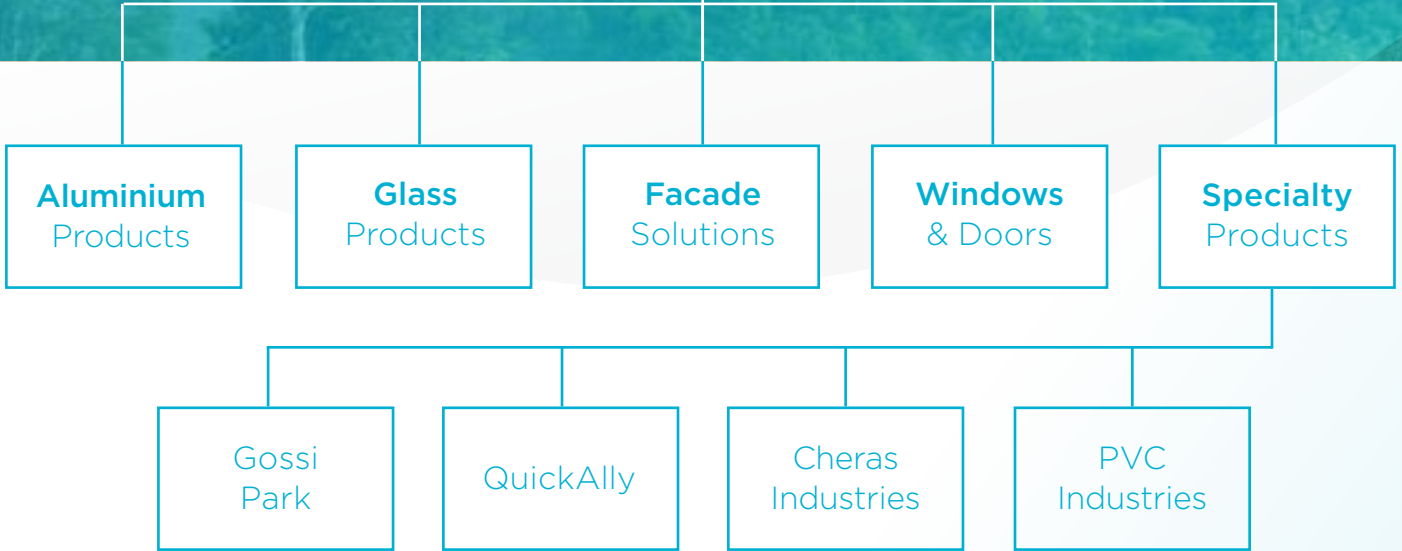 Aluminium
Products
Glass
Products
Facade
Solutions
Windows
& Doors
Specialty
Products
Gossi
Park
QuickAlly
Cheras
Industries
PVC
Industries